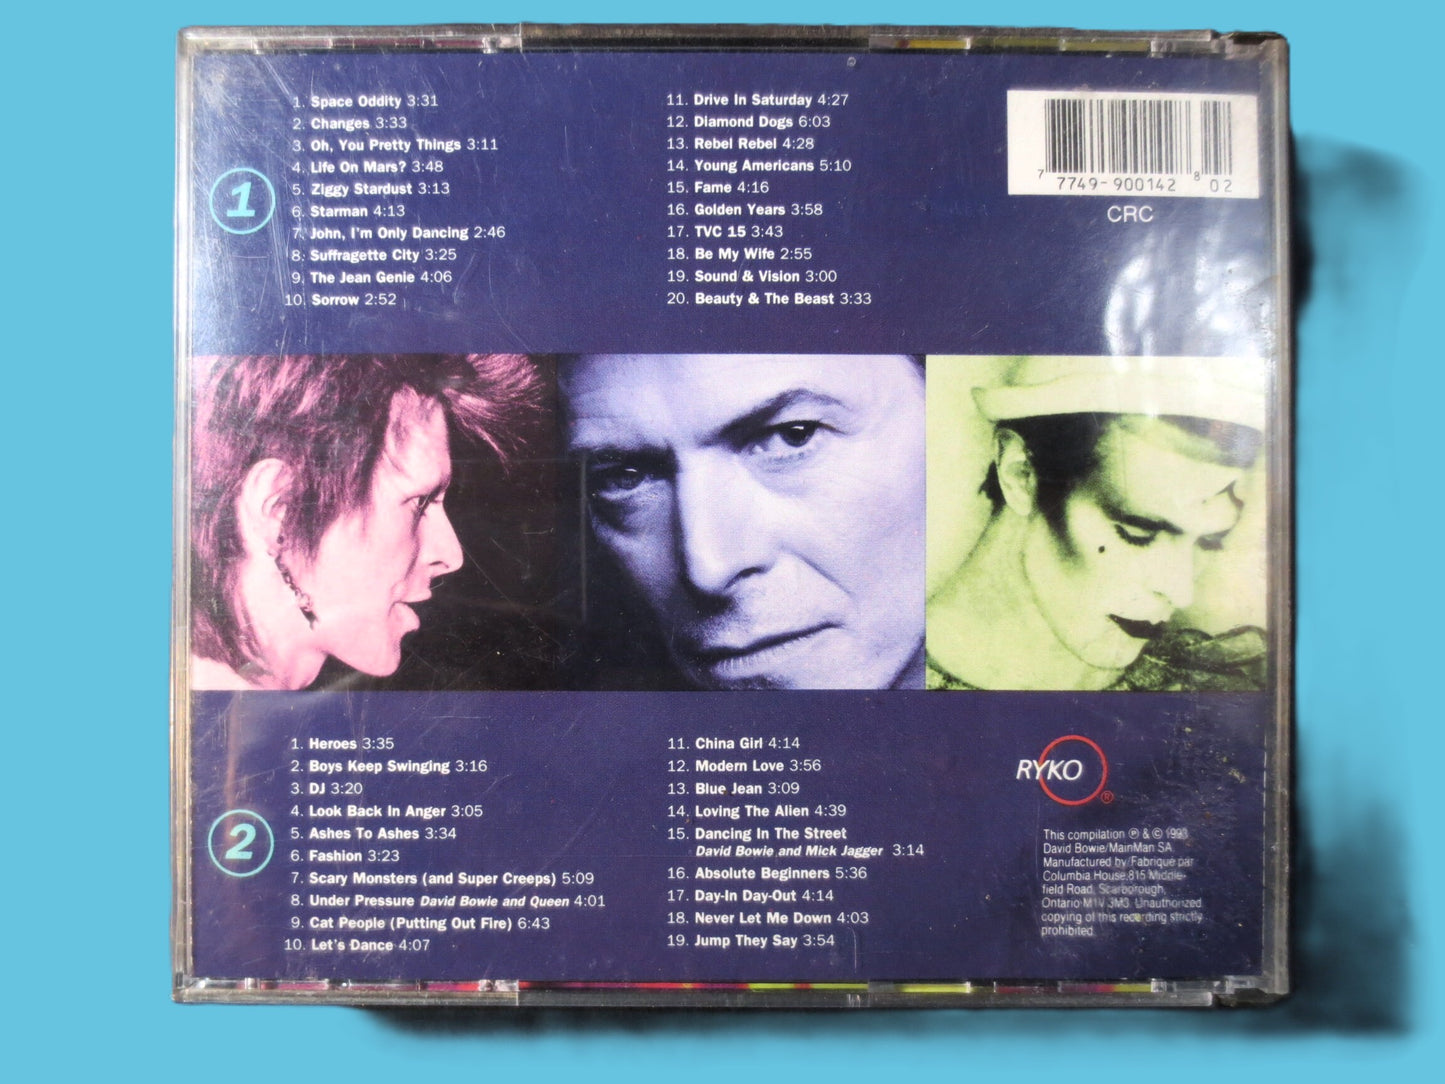 1
1. Space Oddity 3:31
2. Changes 3:33
3. Oh, You Pretty Things 3:11
4. Life On Mars? 3:48
5. Ziggy Stardust 3:13
6. Starman 4:13
7. John, I'm Only Dancing 2:46
8. Suffragette City 3:25
9. The Jean Genie 4:06
10. Sorrow 2:52
11. Drive In Saturday 4:27
12. Diamond Dogs 6:03
13. Rebel Rebel 4:28
14. Young Americans 5:10
15. Fame 4:16
16. Golden Years 3:58
17. TVC 15 3:43
18. Be My Wife 2:55
19. Sound & Vision 3:00
20. Beauty & The Beast 3:33
7 7749-900142 8 02
CRC
2
1. Heroes 3:35
2. Boys Keep Swinging 3:16
3. DJ 3:20
4. Look Back In Anger 3:05
5. Ashes To Ashes 3:34
6. Fashion 3:23
7. Scary Monsters (and Super Creeps) 5:09
8. Under Pressure David Bowie and Queen 4:01
9. Cat People (Putting Out Fire) 6:43
10. Let's Dance 4:07
11. China Girl 4:14
12. Modern Love 3:56
13. Blue Jean 3:09
14. Loving The Alien 4:39
15. Dancing In The Street
David Bowie and Mick Jagger 3:14
16. Absolute Beginners 5:36
17. Day-In Day-Out 4:14
18. Never Let Me Down 4:03
19. Jump They Say 3:54
RYKO ®
This compilation ℗ & © 1993
David Bowie/MainMan SA
Manufactured by/Fabrique par
Columbia House,815 Middle-
field Road, Scarborough,
Ontario M1V 3M3. Unauthorized
copying of this recording strictly
prohibited.